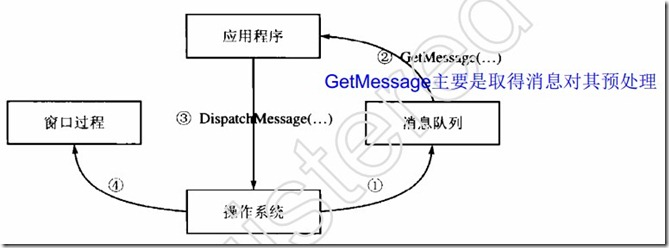 应用程序
② GetMessage(…)
GetMessage主要是取得消息对其预处理
窗口过程
③ DispatchMessage(…)
消息队列
④
①
操作系统
istered